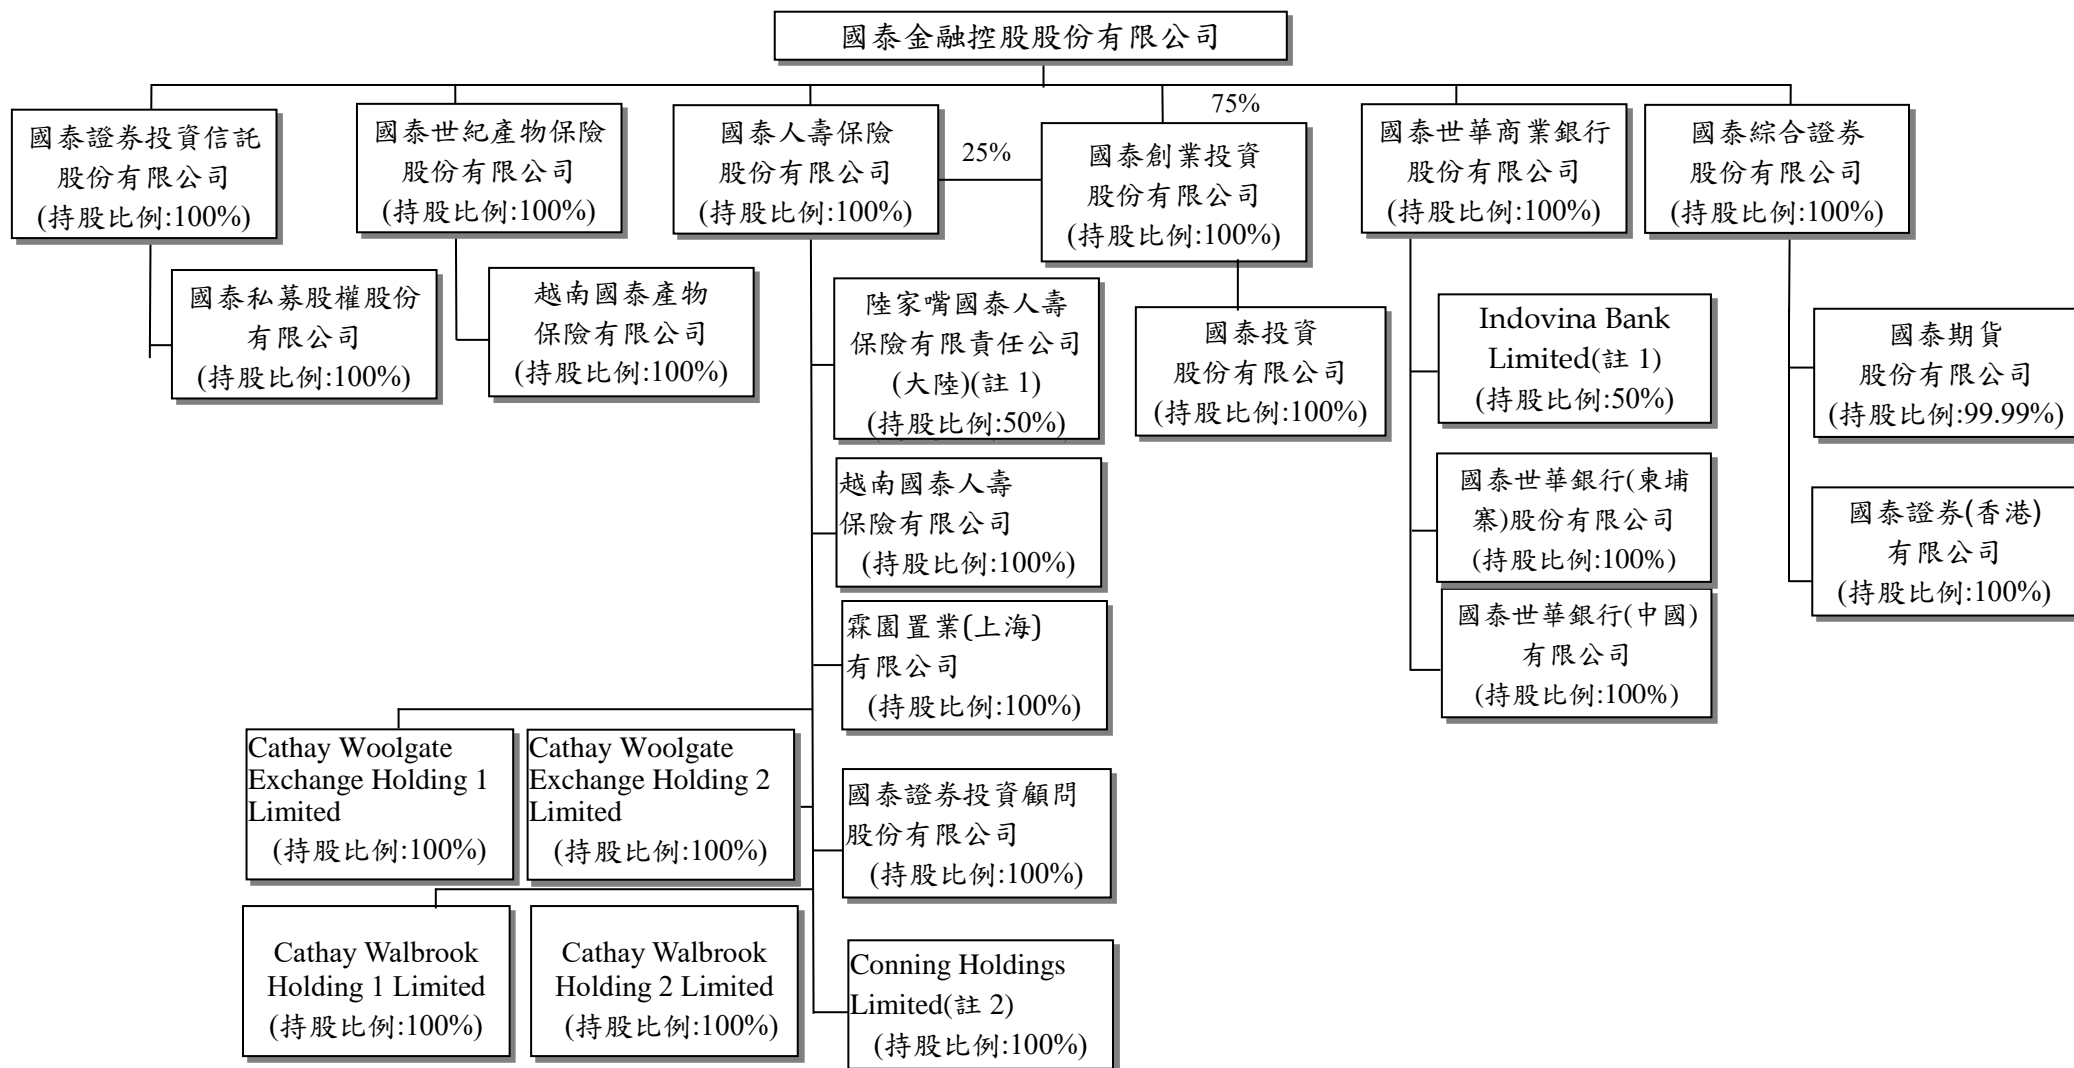 國泰金融控股股份有限公司
75%
25%
國泰證券投資信託
股份有限公司
(持股比例:100%)
國泰世紀產物保險
股份有限公司
(持股比例:100%)
國泰人壽保險
股份有限公司
(持股比例:100%)
國泰創業投資
股份有限公司
(持股比例:100%)
國泰世華商業銀行
股份有限公司
(持股比例:100%)
國泰綜合證券
股份有限公司
(持股比例:100%)
國泰私募股權股份
有限公司
(持股比例:100%)
越南國泰產物
保險有限公司
(持股比例:100%)
陸家嘴國泰人壽
保險有限責任公司
(大陸)(註 1)
(持股比例:50%)
國泰投資
股份有限公司
(持股比例:100%)
Indovina Bank
Limited(註 1)
(持股比例:50%)
國泰期貨
股份有限公司
(持股比例:99.99%)
越南國泰人壽
保險有限公司
(持股比例:100%)
國泰世華銀行(柬埔
寨)股份有限公司
(持股比例:100%)
國泰證券(香港)
有限公司
(持股比例:100%)
霖園置業(上海)
有限公司
(持股比例:100%)
國泰世華銀行(中國)
有限公司
(持股比例:100%)
Cathay Woolgate
Exchange Holding 1
Limited
(持股比例:100%)
Cathay Woolgate
Exchange Holding 2
Limited
(持股比例:100%)
國泰證券投資顧問
股份有限公司
(持股比例:100%)
Cathay Walbrook
Holding 1 Limited
(持股比例:100%)
Cathay Walbrook
Holding 2 Limited
(持股比例:100%)
Conning Holdings
Limited(註 2)
(持股比例:100%)